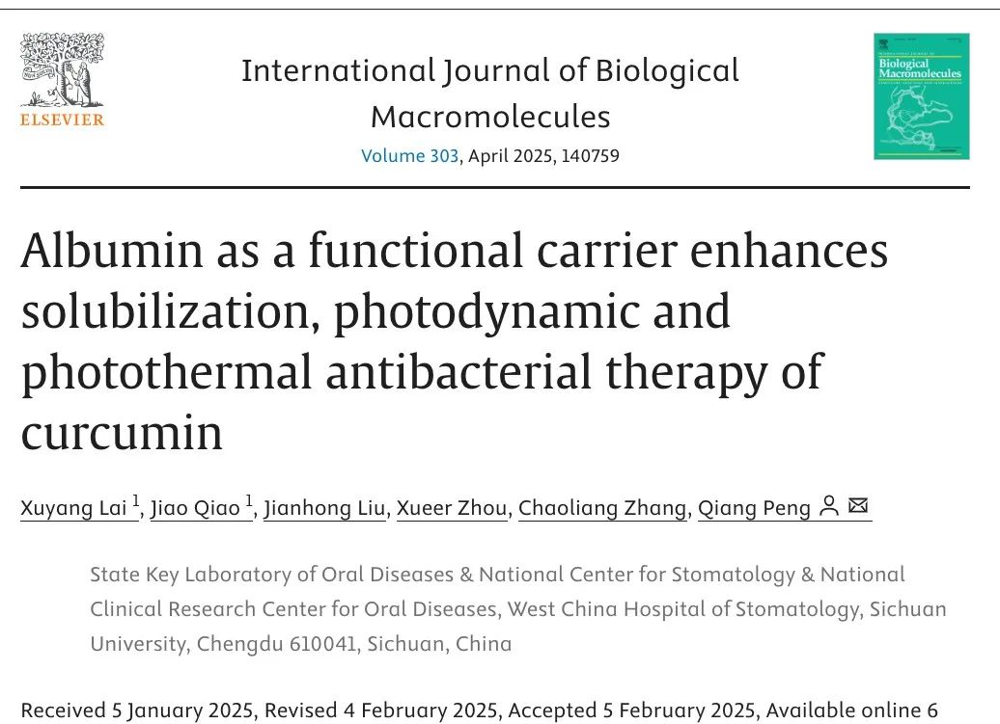 ELSEVIER
International Journal of Biological
Macromolecules
Volume 303, April 2025, 140759
Biological
Macromolecules
Albumin as a functional carrier enhances
solubilization, photodynamic and
photothermal antibacterial therapy of
curcumin
Xuyang Lai 1, Jiao Qiao 1, Jianhong Liu, Xueer Zhou, Chaoliang Zhang, Qiang Peng
State Key Laboratory of Oral Diseases & National Center for Stomatology & National
Clinical Research Center for Oral Diseases, West China Hospital of Stomatology, Sichuan
University, Chengdu 610041, Sichuan, China
Received 5 January 2025, Revised 4 February 2025, Accepted 5 February 2025, Available online 6